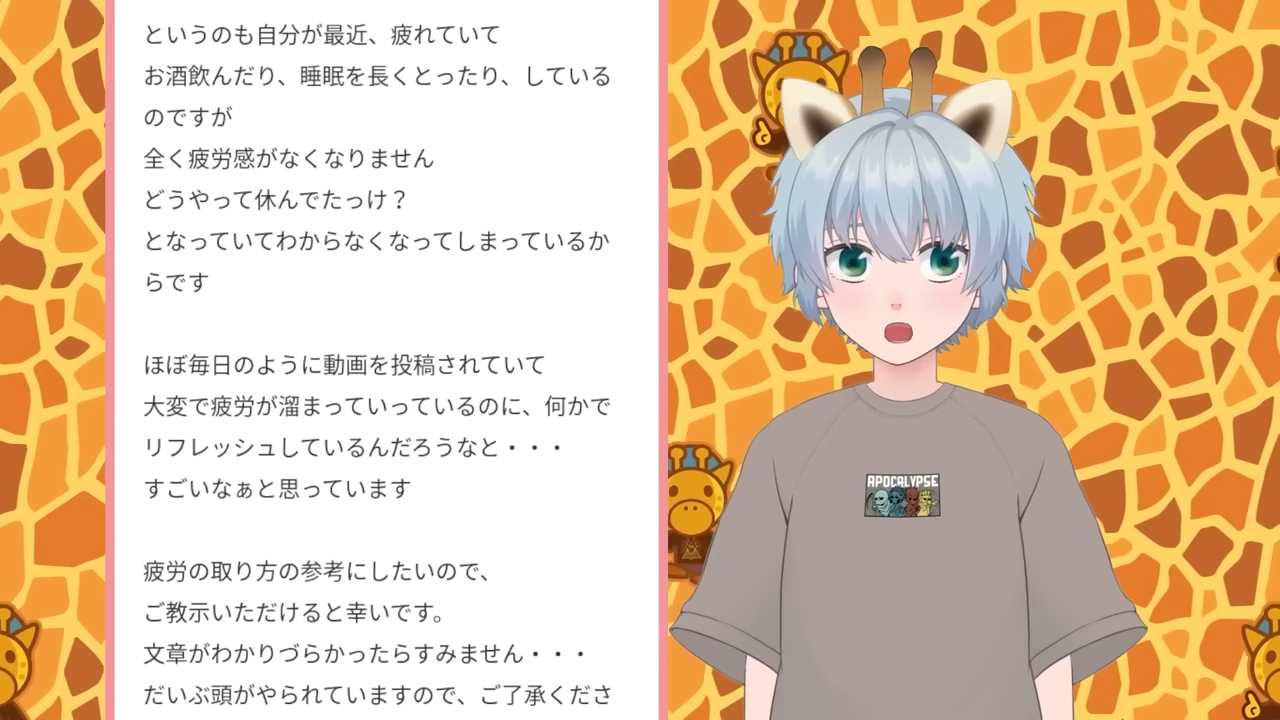 というのも自分が最近、疲れていて
お酒飲んだり、睡眠を長くとったり、している
のですが
全く疲労感がなくなりません
どうやって休んでたっけ？
となっていてわからなくなってしまっているか
らです
ほぼ毎日のように動画を投稿されていて
大変で疲労が溜まっていっているのに、何かで
リフレッシュしているんだろうなと・・・
すごいなぁと思っています
疲労の取り方の参考にしたいので、
ご教示いただけると幸いです。
文章がわかりづらかったらすみません・・・
だいぶ頭がやられていますので、ご了承くださ
APOCALYPSE